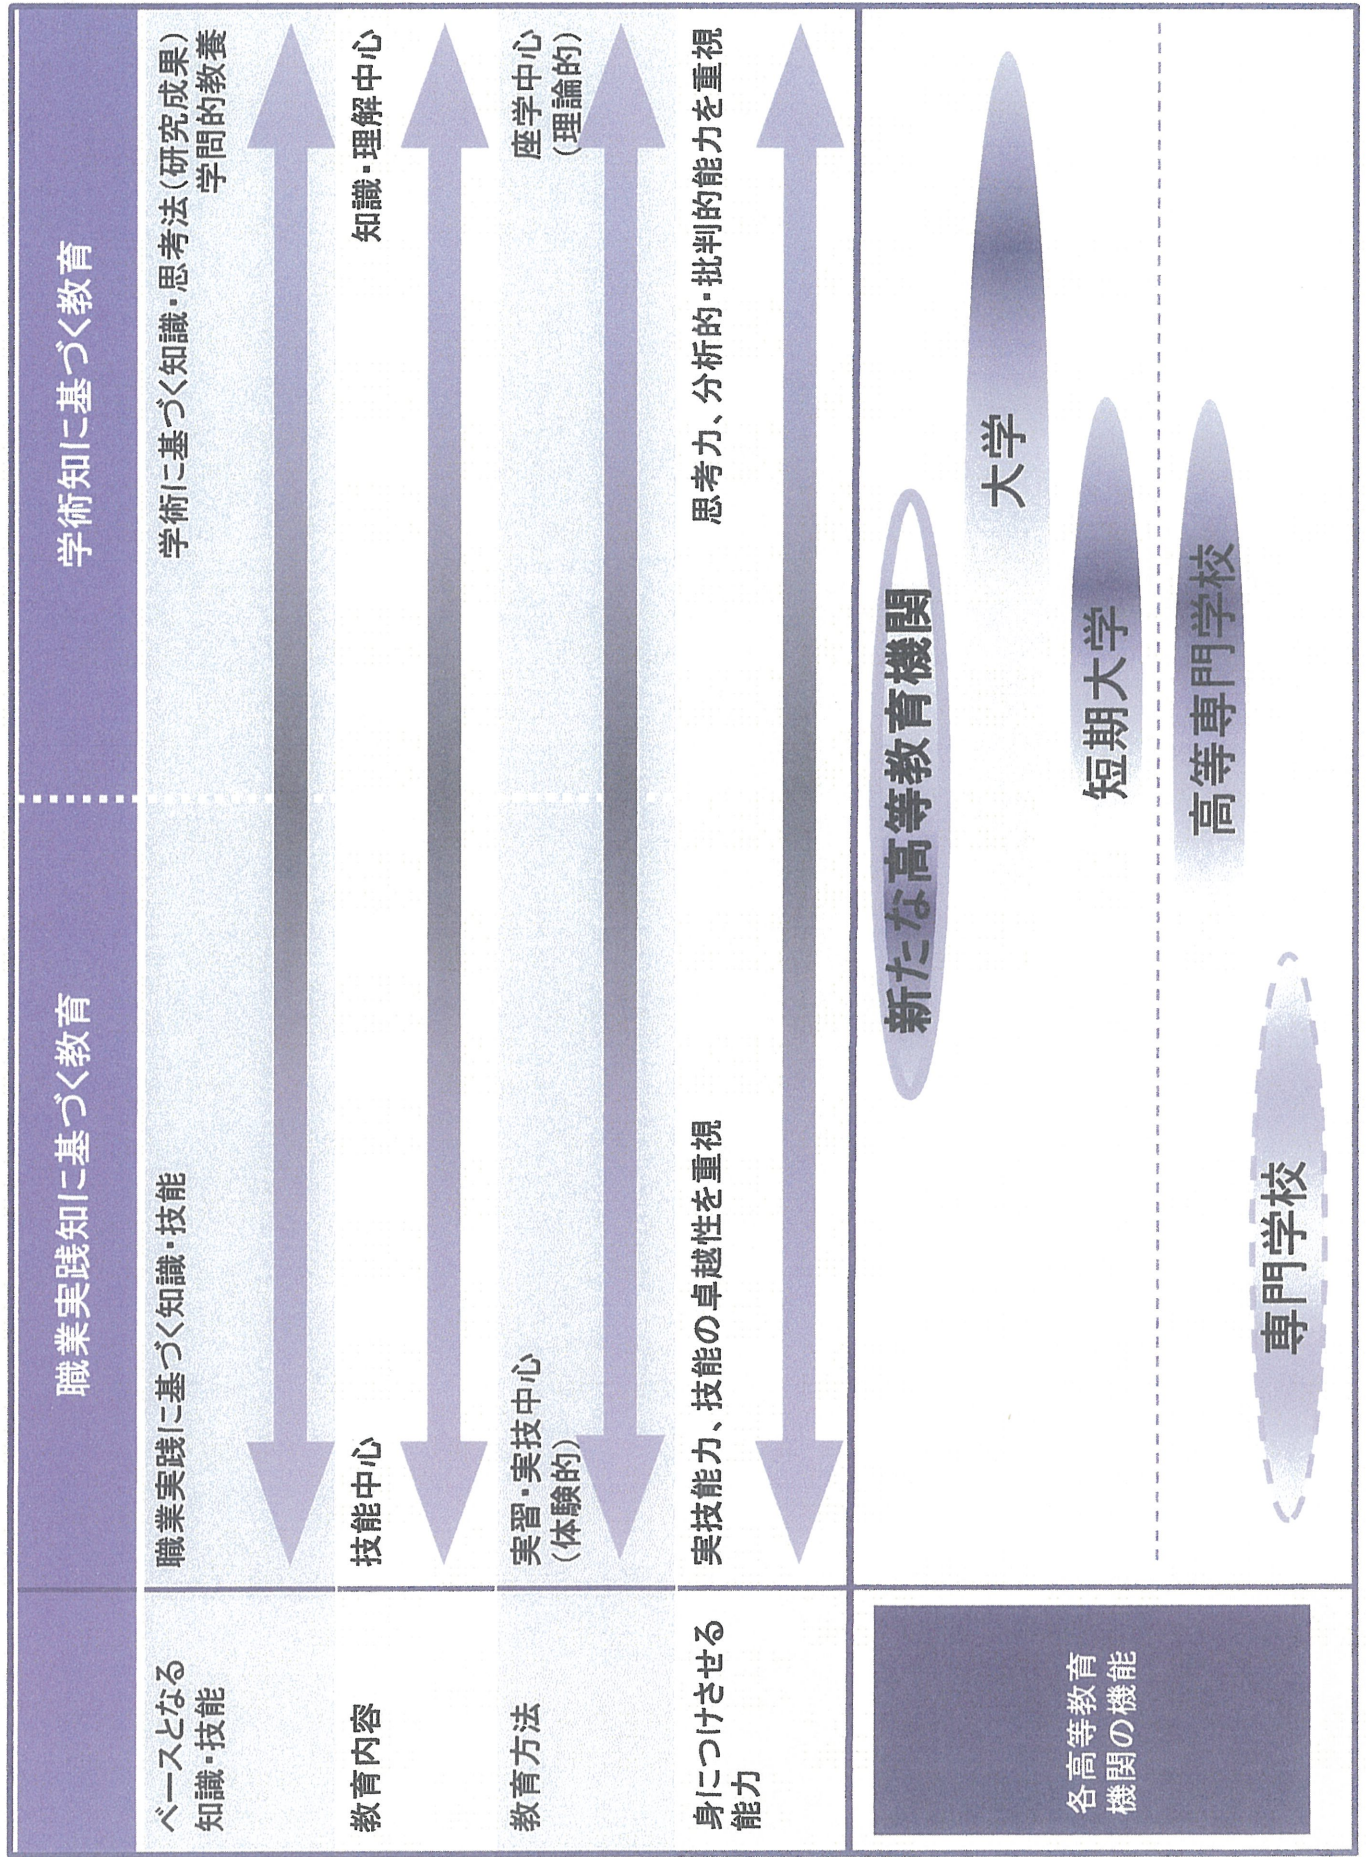 職業実践知に基づく教育
学術知に基づく教育
ベースとなる
知識・技能
職業実践に基づく知識・技能
学術に基づく知識・思考法(研究成果)
学問的教養
教育内容
技能中心
知識・理解中心
教育方法
実習・実技中心
(体験的)
座学中心
(理論的)
身につけさせる
能力
実技能力、技能の卓越性を重視
思考力、分析的・批判的能力を重視
各高等教育
機関の機能
新たな高等教育機関
大学
短期大学
高等専門学校
専門学校